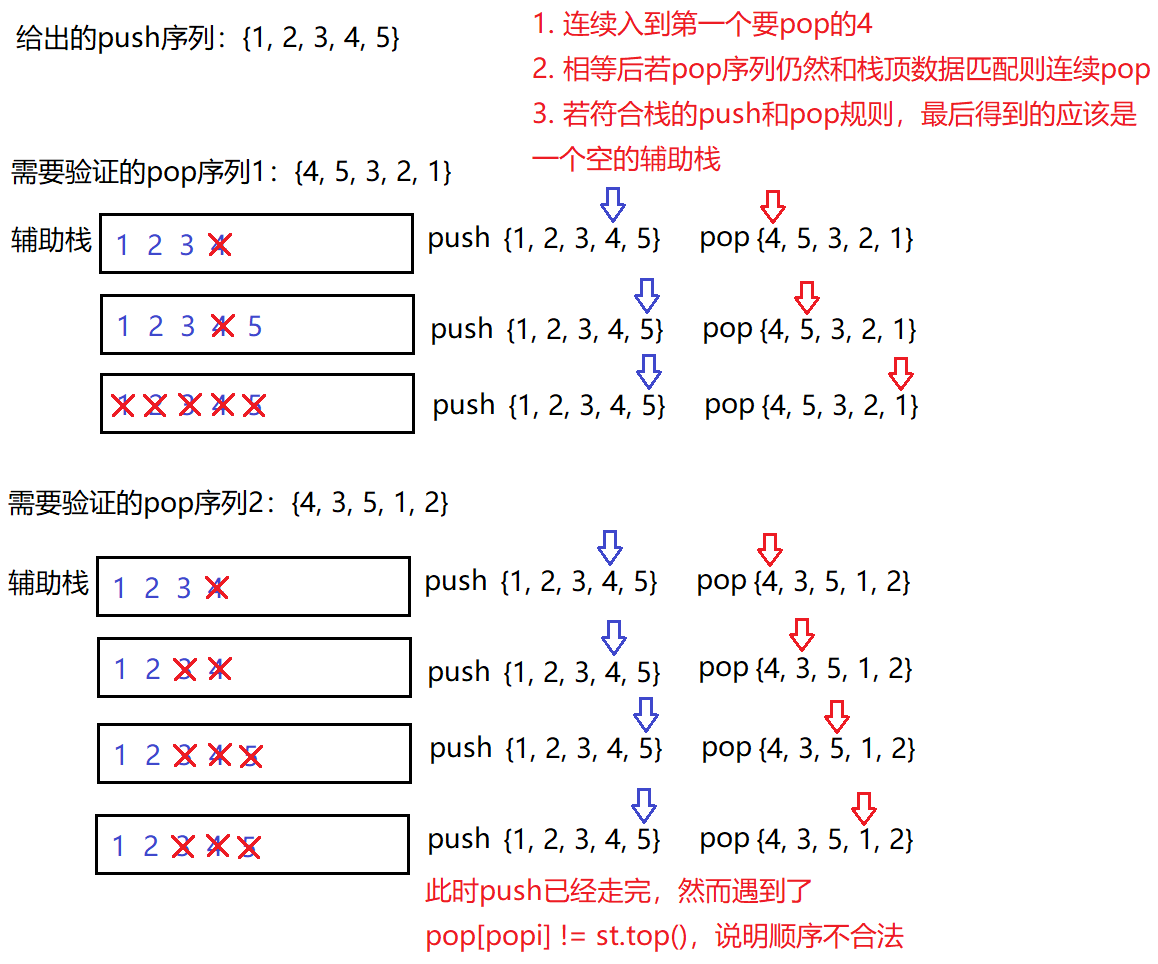 给出的push序列：{1, 2, 3, 4, 5}
1. 连续入到第一个要pop的4
2. 相等后若pop序列仍然和栈顶数据匹配则连续pop
3. 若符合栈的push和pop规则，最后得到的应该是
一个空的辅助栈
需要验证的pop序列1：{4, 5, 3, 2, 1}
辅助栈 1 2 3 4 push {1, 2, 3, 4, 5} pop {4, 5, 3, 2, 1}
1 2 3 4 5 push {1, 2, 3, 4, 5} pop {4, 5, 3, 2, 1}
1 2 3 4 5 push {1, 2, 3, 4, 5} pop {4, 5, 3, 2, 1}
需要验证的pop序列2：{4, 3, 5, 1, 2}
辅助栈 1 2 3 4 push {1, 2, 3, 4, 5} pop {4, 3, 5, 1, 2}
1 2 3 4 push {1, 2, 3, 4, 5} pop {4, 3, 5, 1, 2}
1 2 3 4 5 push {1, 2, 3, 4, 5} pop {4, 3, 5, 1, 2}
1 2 3 4 5 push {1, 2, 3, 4, 5} pop {4, 3, 5, 1, 2}
此时push已经走完，然而遇到了
pop[popi] != st.top()，说明顺序不合法